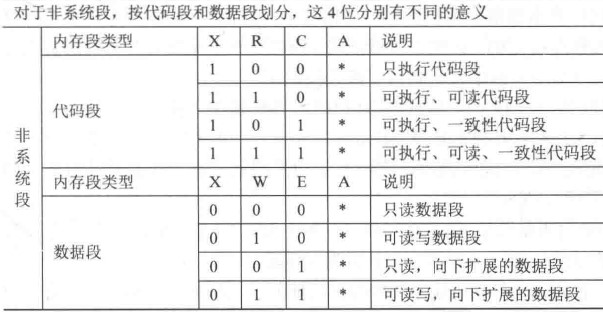 对于非系统段，按代码段和数据段划分，这4位分别有不同的意义
内存段类型 X R C A 说明
1 0 0 * 只执行代码段
1 1 0 * 可执行、可读代码段
代码段
1 0 1 * 可执行、一致性代码段
1 1 1 * 可执行、可读、一致性代码段
非系统段
内存段类型 X W E A 说明
0 0 0 * 只读数据段
0 1 0 * 可读写数据段
数据段
0 0 1 * 只读，向下扩展的数据段
0 1 1 * 可读写，向下扩展的数据段